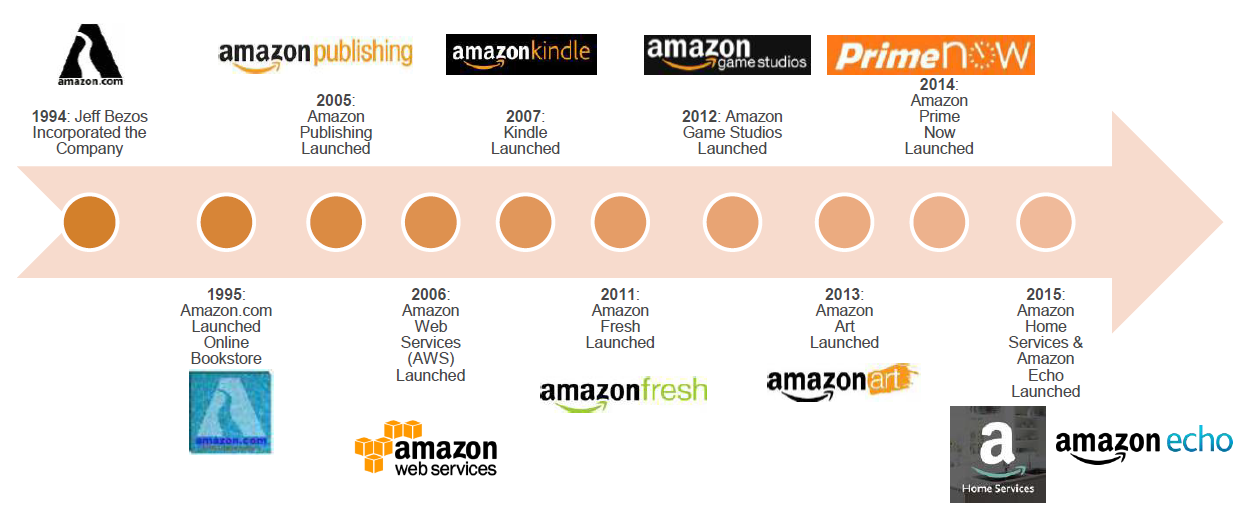 amazon.com
1994: Jeff Bezos
Incorporated the
Company
amazonpublishing
2005:
Amazon
Publishing
Launched
amazonkindle
2007:
Kindle
Launched
amazon
gamestudios
2012: Amazon
Game Studios
Launched
PrimeNOW
2014:
Amazon
Prime
Now
Launched
1995:
Amazon.com
Launched
Online
Bookstore
amazon.com
2006:
Amazon
Web
Services
(AWS)
Launched
amazon
web services
2011:
Amazon
Fresh
Launched
amazonfresh
2013:
Amazon
Art
Launched
amazonart
2015:
Amazon
Home
Services &
Amazon
Echo
Launched
a
Home Services
amazon echo